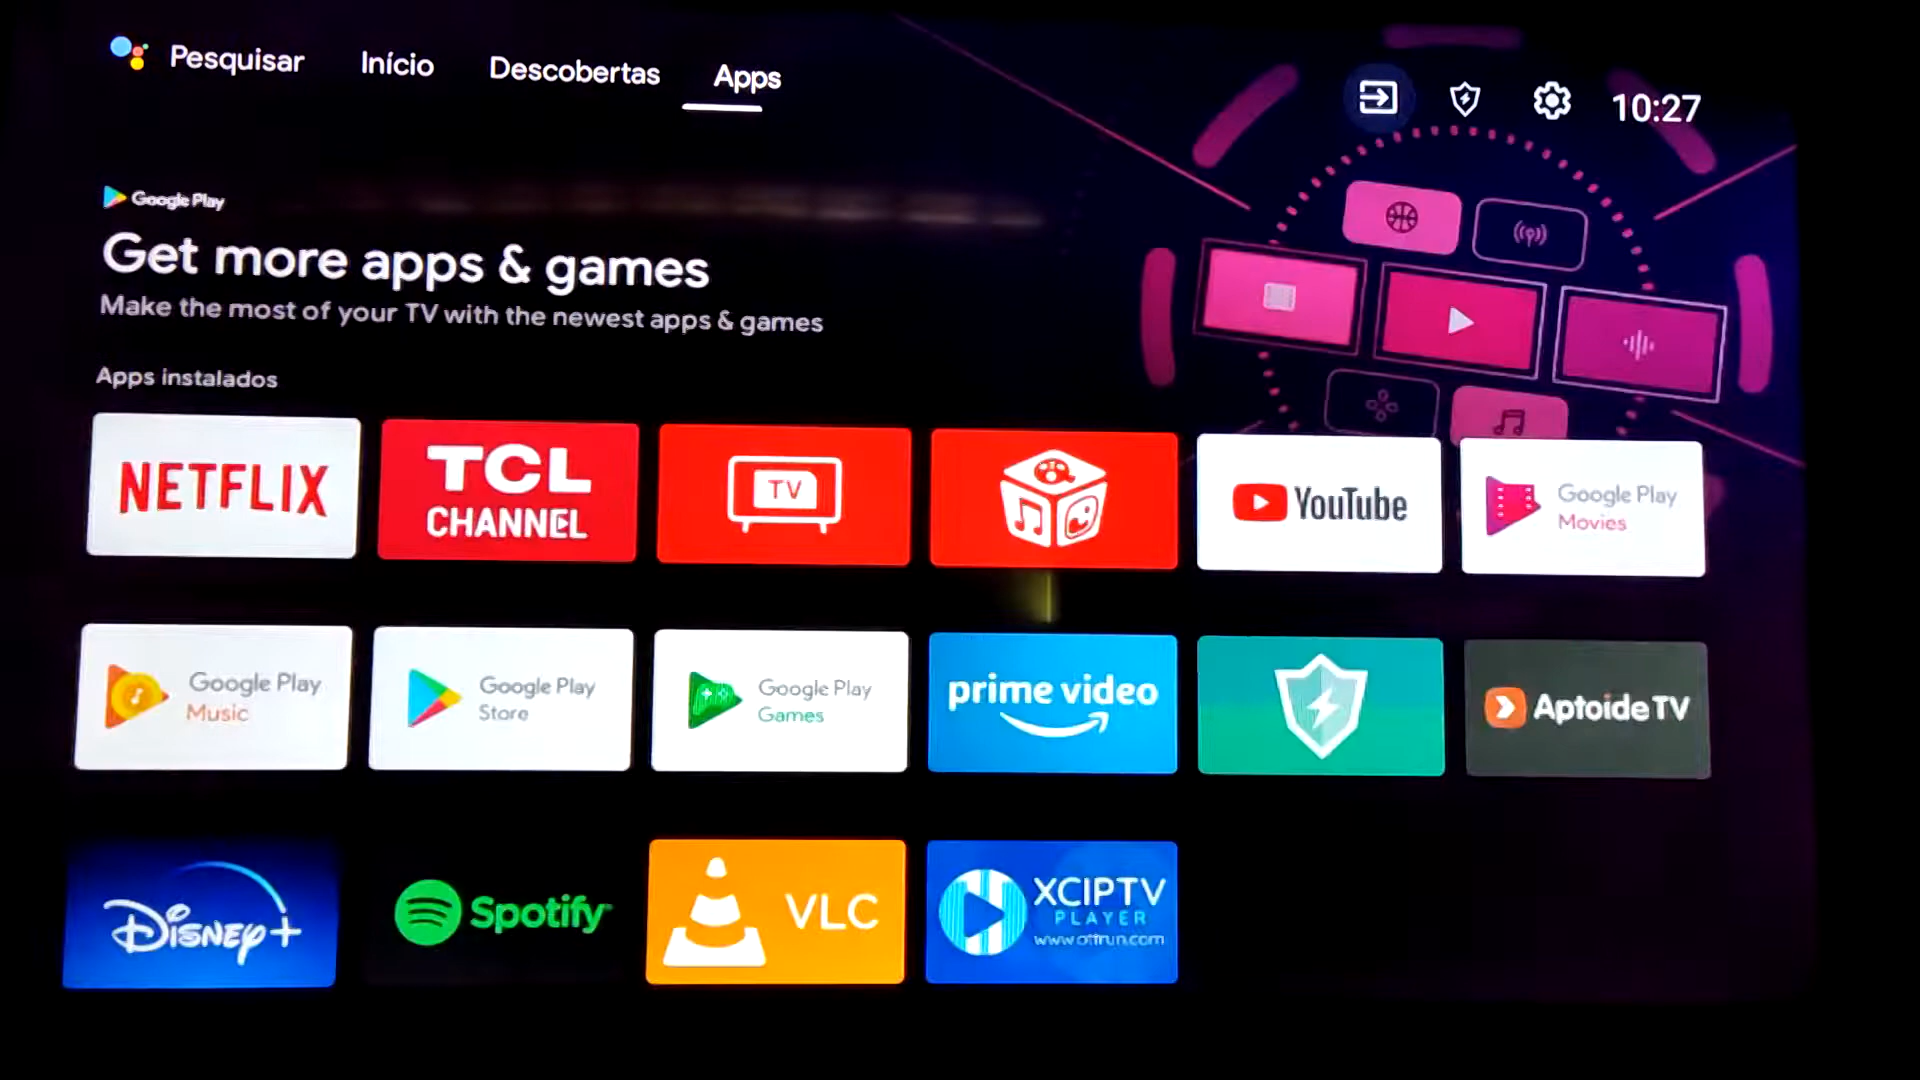 Pesquisar Início Descobertas Apps 10:27
Google Play
Get more apps & games
Make the most of your TV with the newest apps & games
Apps instalados
NETFLIX
TCL
CHANNEL
TV
YouTube
Google Play
Movies
Google Play
Music
Google Play
Store
Google Play
Games
prime video
Aptoide TV
Disney+
Spotify
VLC
XCIPTV
PLAYER
www.ottrun.com